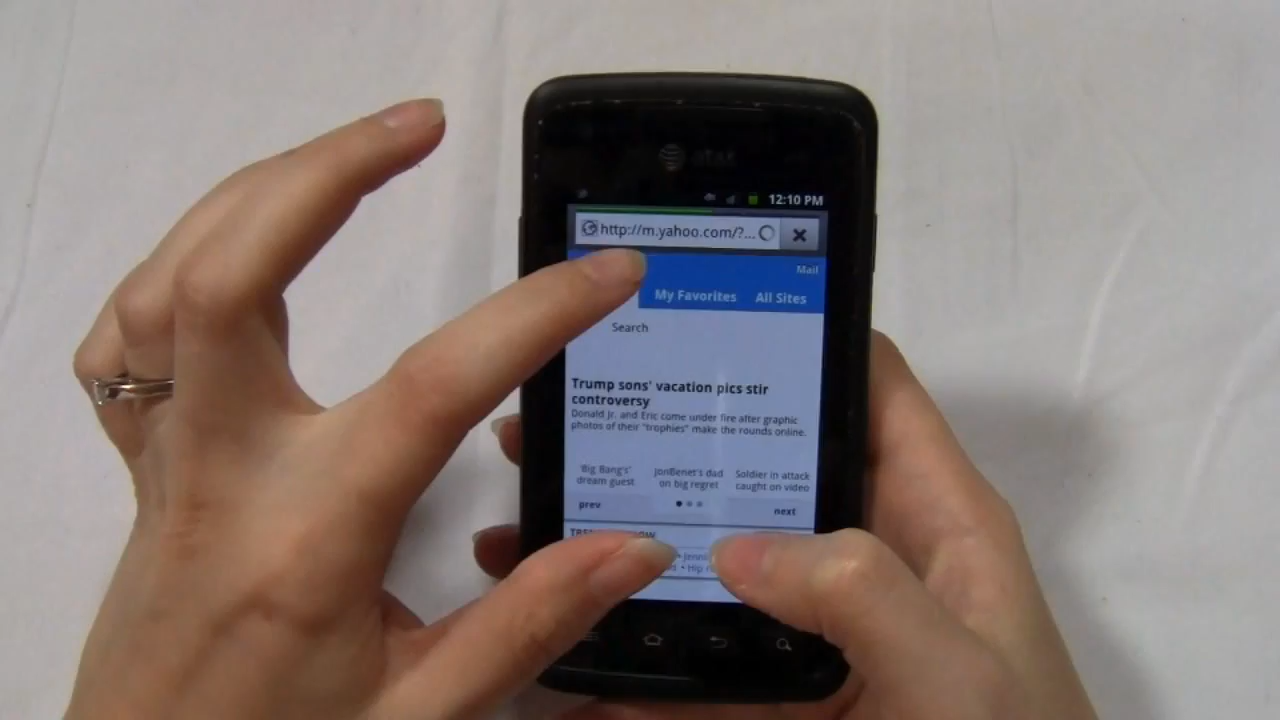 at&t
12:10 PM
http://m.yahoo.com/?...
Mail
My Favorites
All Sites
Search
Trump sons' vacation pics stir
controversy
Donald Jr. and Eric come under fire after graphic
photos of their "trophies" make the rounds online.
'Big Bang's'
dream guest
JonBenet's dad
on big regret
Soldier in attack
caught on video
prev
next
• Jenni
• Hip